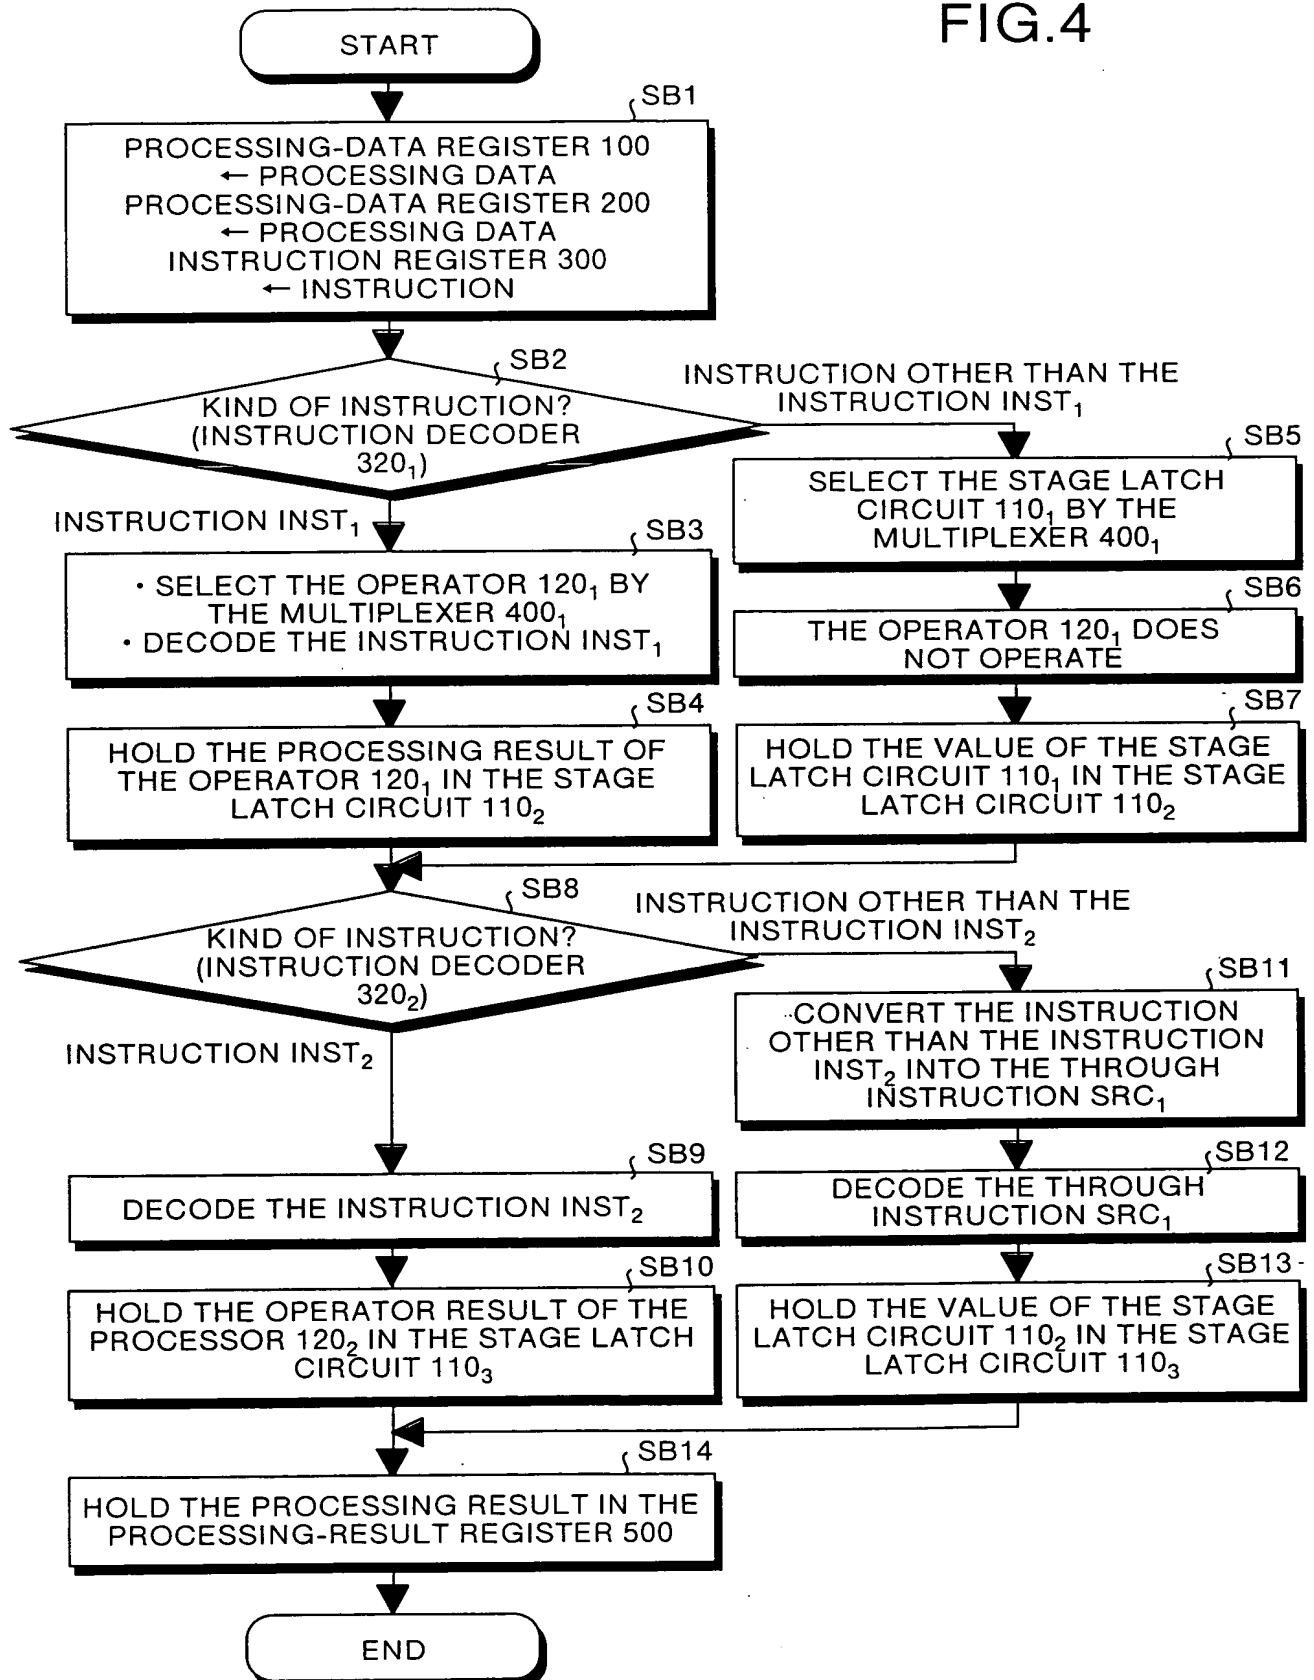 FIG.4
START
SB1
PROCESSING-DATA REGISTER 100
← PROCESSING DATA
PROCESSING-DATA REGISTER 200
← PROCESSING DATA
INSTRUCTION REGISTER 300
← INSTRUCTION
SB2
KIND OF INSTRUCTION?
(INSTRUCTION DECODER
320₁)
INSTRUCTION OTHER THAN THE
INSTRUCTION INST₁
INSTRUCTION INST₁
SB3
・SELECT THE OPERATOR 120₁ BY
THE MULTIPLEXER 400₁
・DECODE THE INSTRUCTION INST₁
SB4
HOLD THE PROCESSING RESULT OF
THE OPERATOR 120₁ IN THE STAGE
LATCH CIRCUIT 110₂
SB5
SELECT THE STAGE LATCH
CIRCUIT 110₁ BY THE
MULTIPLEXER 400₁
SB6
THE OPERATOR 120₁ DOES
NOT OPERATE
SB7
HOLD THE VALUE OF THE STAGE
LATCH CIRCUIT 110₁ IN THE STAGE
LATCH CIRCUIT 110₂
SB8
KIND OF INSTRUCTION?
(INSTRUCTION DECODER
320₂)
INSTRUCTION OTHER THAN THE
INSTRUCTION INST₂
INSTRUCTION INST₂
SB9
DECODE THE INSTRUCTION INST₂
SB10
HOLD THE OPERATOR RESULT OF THE
PROCESSOR 120₂ IN THE STAGE LATCH
CIRCUIT 110₃
SB11
CONVERT THE INSTRUCTION
OTHER THAN THE INSTRUCTION
INST₂ INTO THE THROUGH
INSTRUCTION SRC₁
SB12
DECODE THE THROUGH
INSTRUCTION SRC₁
SB13
HOLD THE VALUE OF THE STAGE
LATCH CIRCUIT 110₂ IN THE STAGE
LATCH CIRCUIT 110₃
SB14
HOLD THE PROCESSING RESULT IN THE
PROCESSING-RESULT REGISTER 500
END